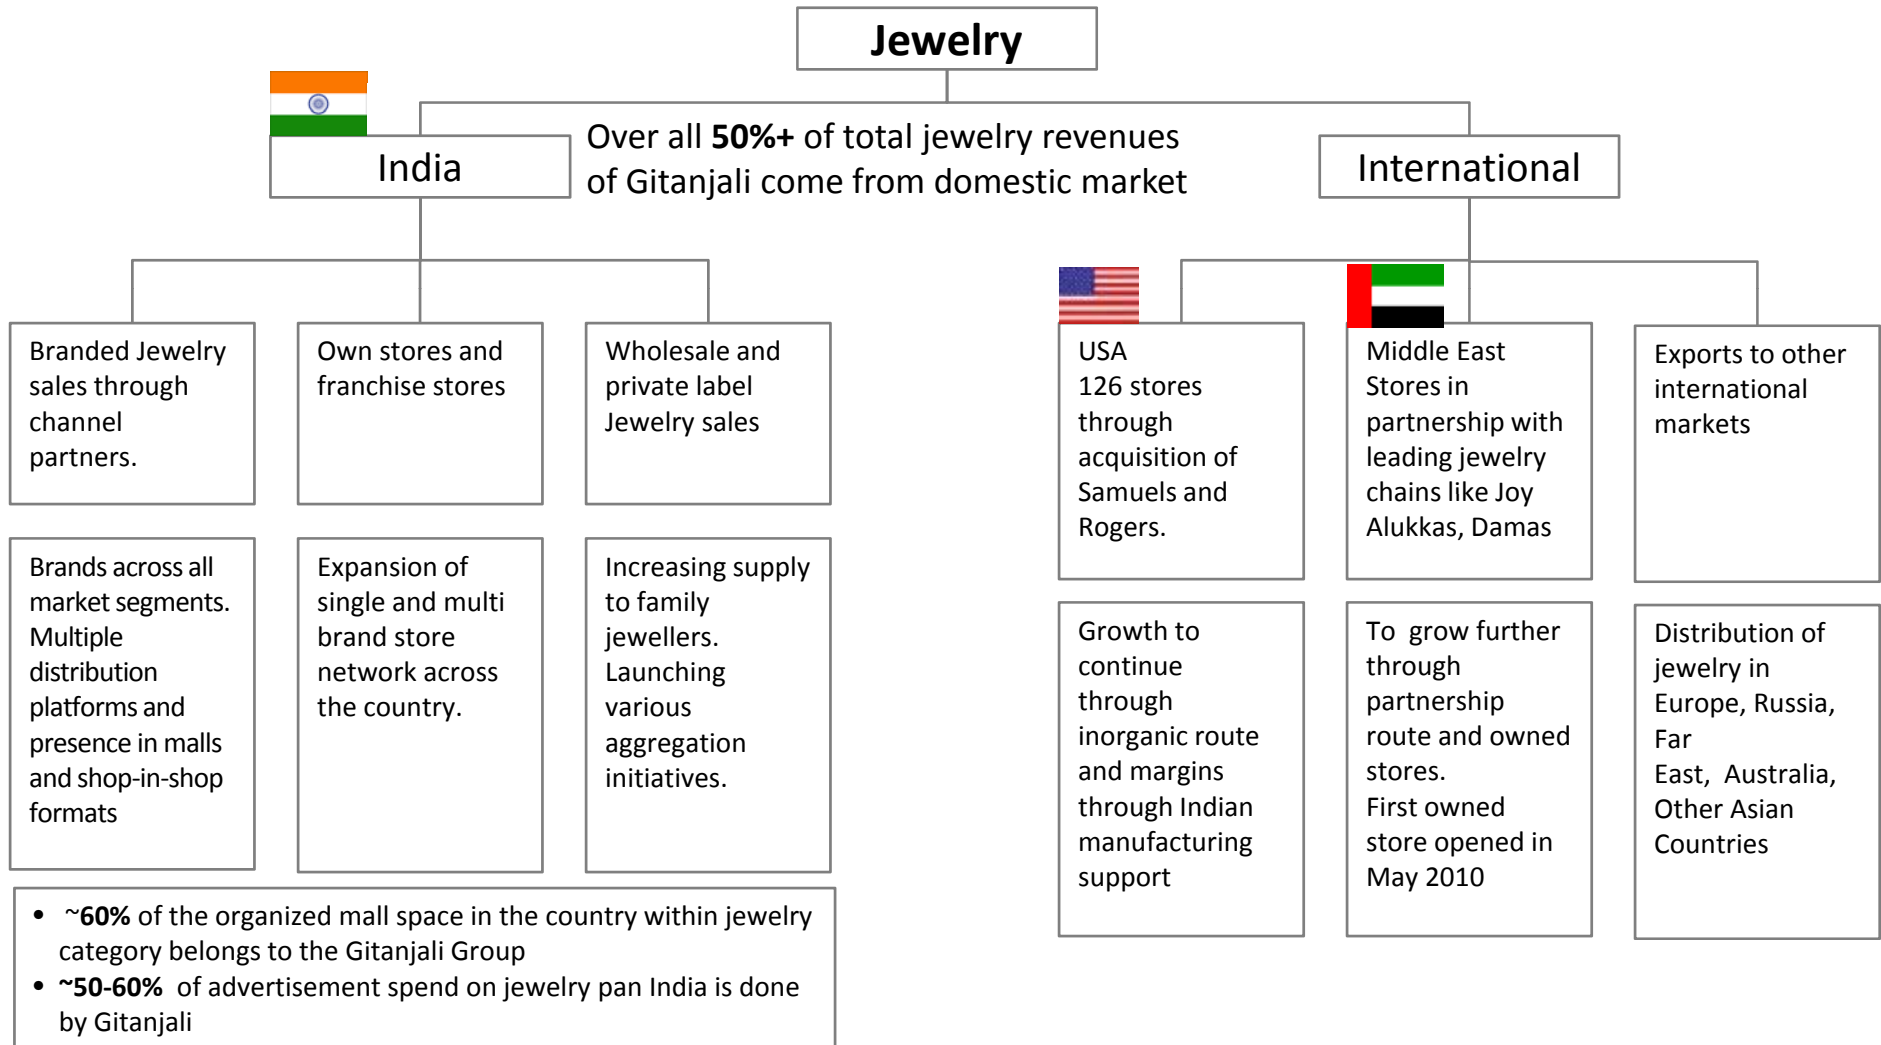 Jewelry
India
Over all 50%+ of total jewelry revenues
of Gitanjali come from domestic market
International
Branded Jewelry
sales through
channel
partners.
Own stores and
franchise stores
Wholesale and
private label
Jewelry sales
USA
126 stores
through
acquisition of
Samuels and
Rogers.
Middle East
Stores in
partnership with
leading jewelry
chains like Joy
Alukkas, Damas
Exports to other
international
markets
Brands across all
market segments.
Multiple
distribution
platforms and
presence in malls
and shop-in-shop
formats
Expansion of
single and multi
brand store
network across
the country.
Increasing supply
to family
jewellers.
Launching
various
aggregation
initiatives.
Growth to
continue
through
inorganic route
and margins
through Indian
manufacturing
support
To  grow further
through
partnership
route and owned
stores.
First owned
store opened in
May 2010
Distribution of
jewelry in
Europe, Russia,
Far
East,  Australia,
Other Asian
Countries
• ~60% of the organized mall space in the country within jewelry
category belongs to the Gitanjali Group
• ~50-60%  of advertisement spend on jewelry pan India is done
by Gitanjali